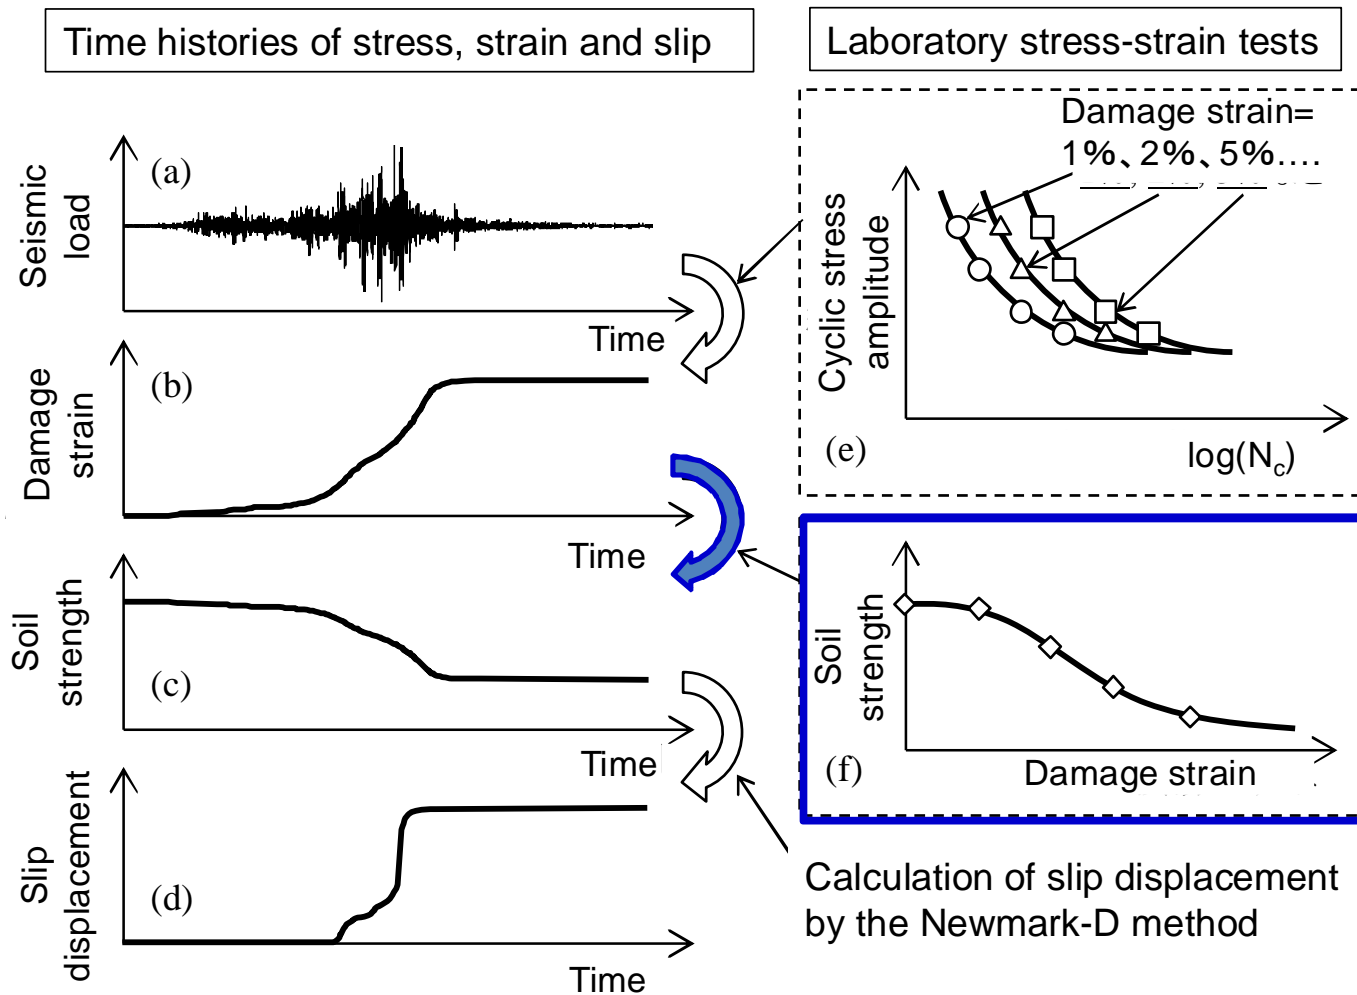 Time histories of stress, strain and slip
Laboratory stress-strain tests
(a)
Seismic
load
Time
(b)
Damage
strain
Time
(c)
Soil
strength
Time
(d)
Slip
displacement
Time
Damage strain=
1%、2%、5%....
Cyclic stress
amplitude
(e)
log(Nc)
Soil
strength
(f)
Damage strain
Calculation of slip displacement
by the Newmark-D method